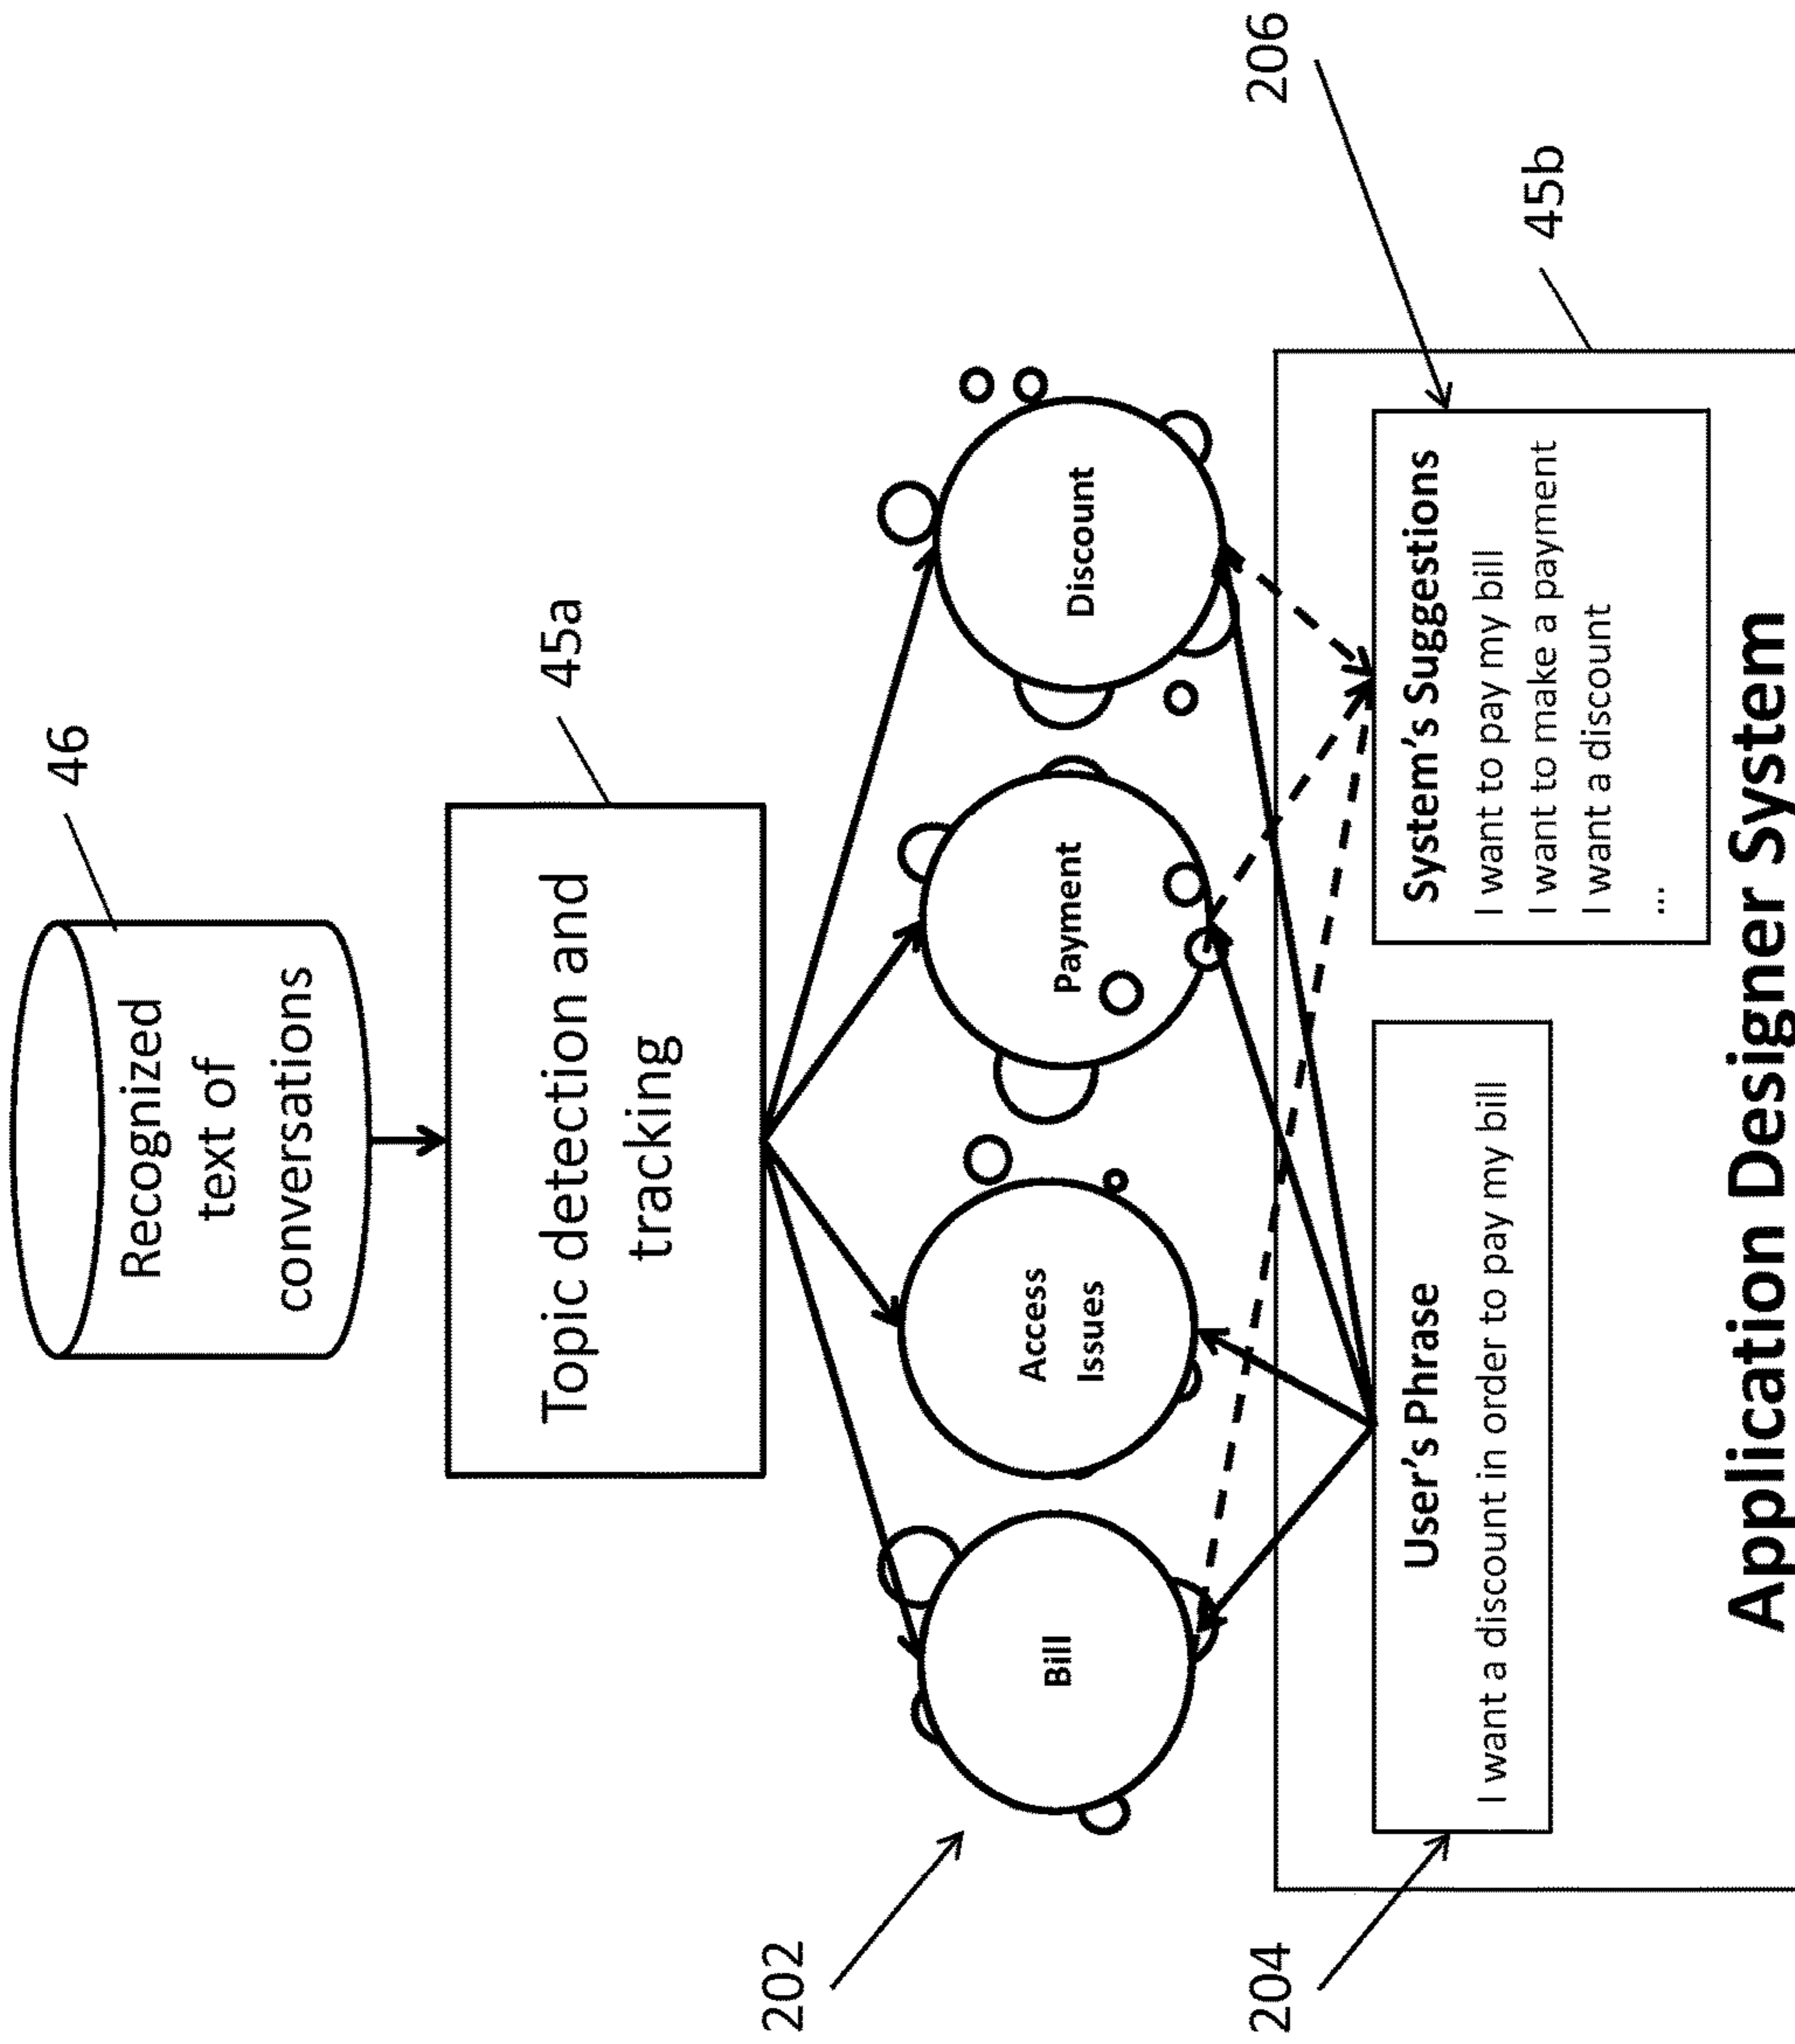 46
Recognized
text of
conversations
45a
Topic detection and
tracking
202
Bill
Access
Issues
Payment
Discount
206
45b
204
User's Phrase
I want a discount in order to pay my bill
System's Suggestions
I want to pay my bill
I want to make a payment
I want a discount
...
Application Designer System